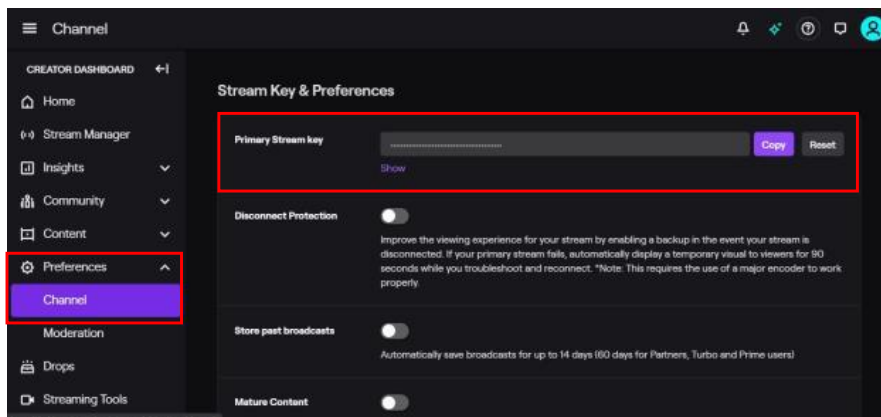 Channel
CREATOR DASHBOARD
Home
Stream Manager
Insights
Community
Content
Preferences
Channel
Moderation
Drops
Streaming Tools
Stream Key & Preferences
Primary Stream key
Copy
Reset
Show
Disconnect Protection
Improve the viewing experience for your stream by enabling a backup in the event your stream is
disconnected. If your primary stream fails, automatically display a temporary visual to viewers for 90
seconds while you troubleshoot and reconnect. *Note: This requires the use of a major encoder to work
properly.
Store past broadcasts
Automatically save broadcasts for up to 14 days (60 days for Partners, Turbo and Prime users)
Mature Content